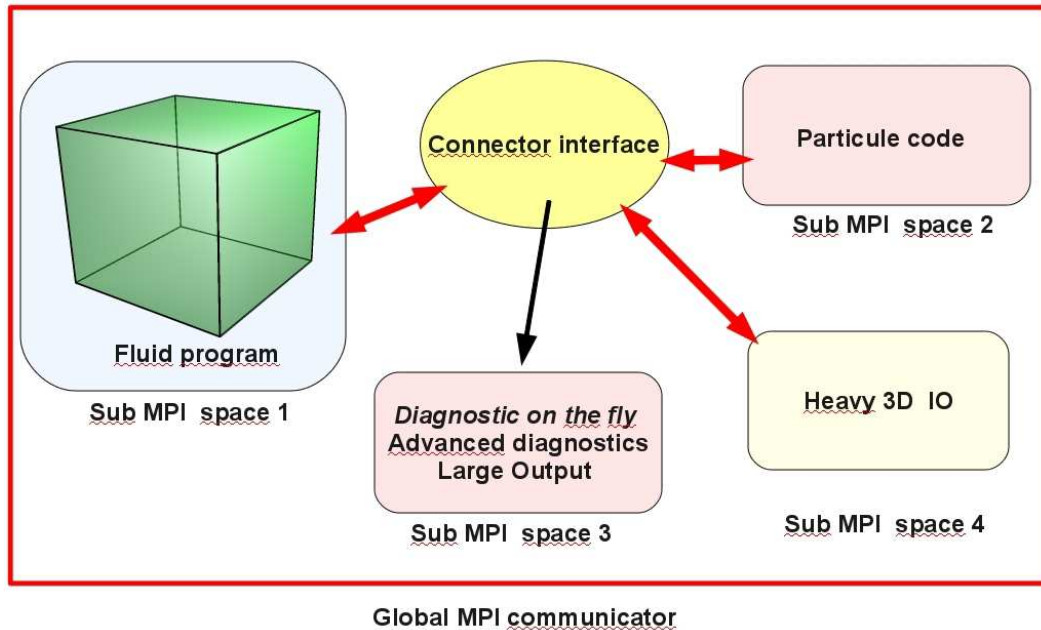 Connector interface
Particule code
Sub MPI space 2
Fluid program
Sub MPI space 1
Diagnostic on the fly
Advanced diagnostics
Large Output
Sub MPI space 3
Heavy 3D IO
Sub MPI space 4
Global MPI communicator